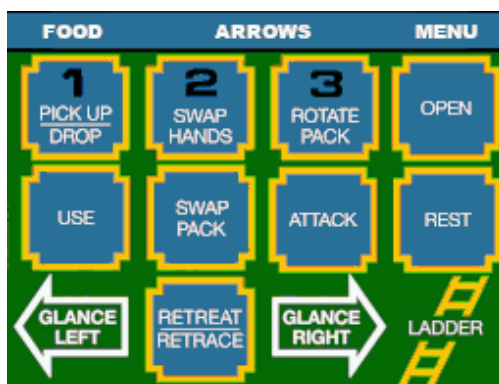 FOOD ARROWS MENU
1 2 3
PICK UP SWAP ROTATE OPEN
DROP HANDS PACK
USE SWAP ATTACK REST
PACK
GLANCE RETREAT GLANCE LADDER
LEFT RETRACE RIGHT